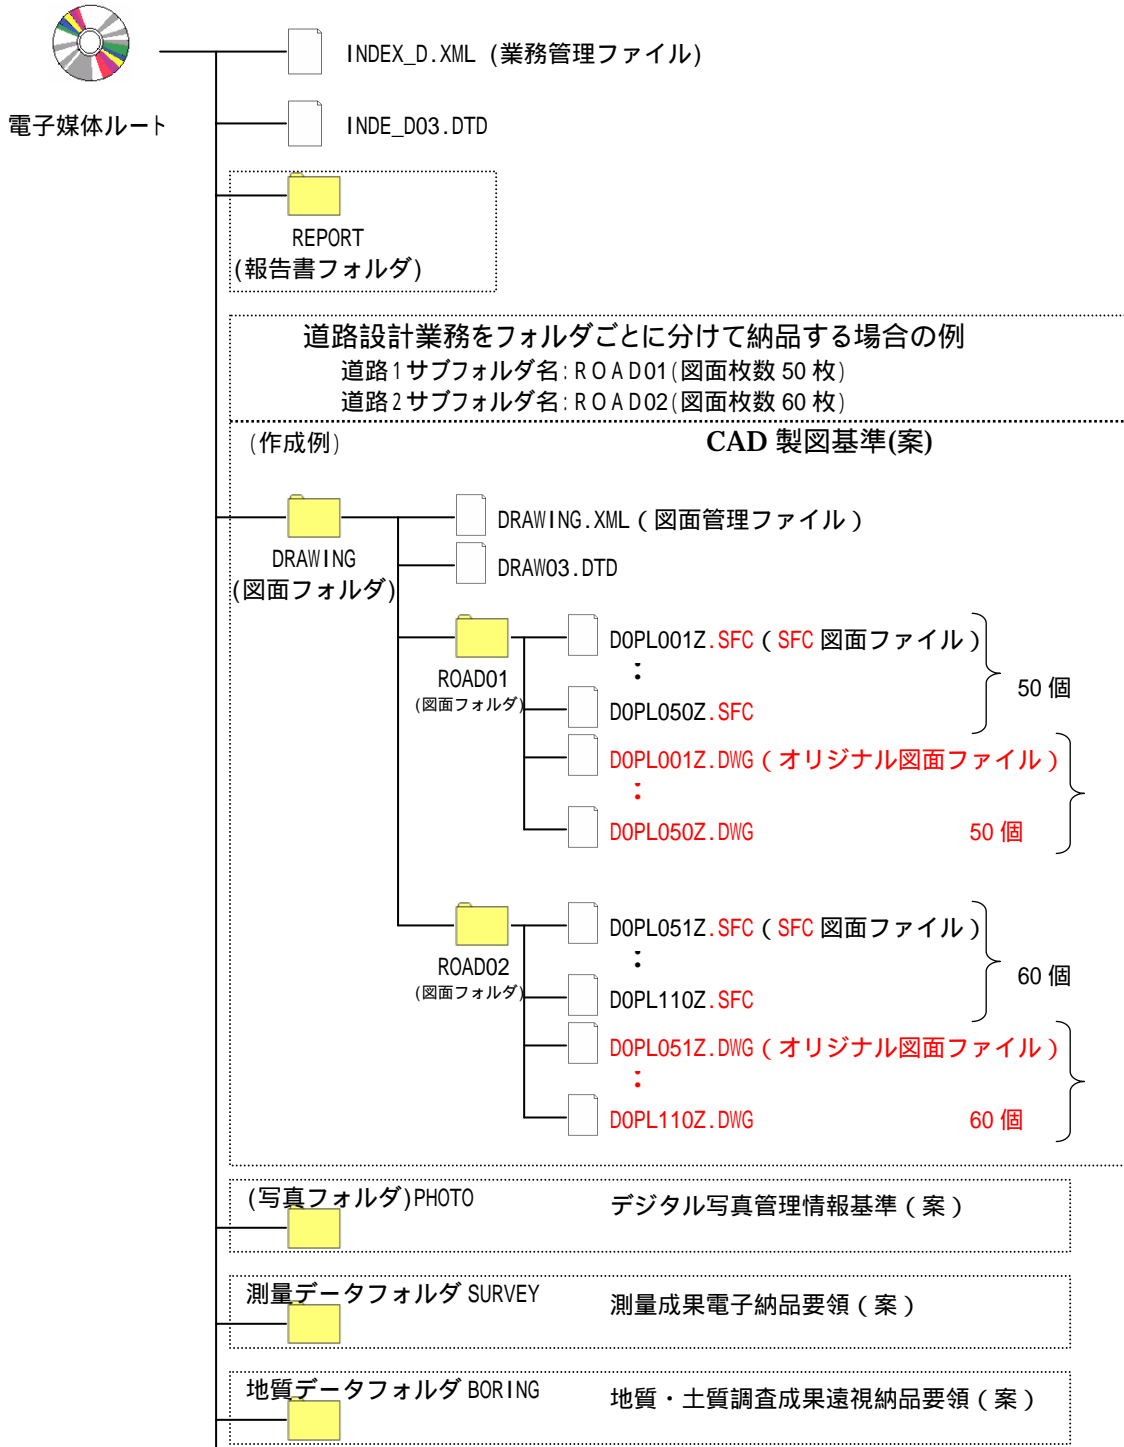 INDEX_D.XML (業務管理ファイル)
電子媒体ルート
INDE_D03.DTD
REPORT
(報告書フォルダ)
道路設計業務をフォルダごとに分けて納品する場合の例
道路1サブフォルダ名:ROAD01(図面枚数 50 枚)
道路2サブフォルダ名:ROAD02(図面枚数 60 枚)
(作成例)
CAD 製図基準(案)
DRAWING.XML(図面管理ファイル)
DRAWING
(図面フォルダ)
DRAW03.DTD
D0PL001Z.SFC(SFC 図面ファイル)
:
ROAD01
(図面フォルダ)
50 個
D0PL050Z.SFC
D0PL001Z.DWG(オリジナル図面ファイル)
:
D0PL050Z.DWG
50 個
D0PL051Z.SFC(SFC 図面ファイル)
:
ROAD02
(図面フォルダ)
60 個
D0PL110Z.SFC
D0PL051Z.DWG(オリジナル図面ファイル)
:
D0PL110Z.DWG
60 個
(写真フォルダ)PHOTO
デジタル写真管理情報基準(案)
測量データフォルダ SURVEY
測量成果電子納品要領(案)
地質データフォルダ BORING
地質・土質調査成果遠視納品要領(案)